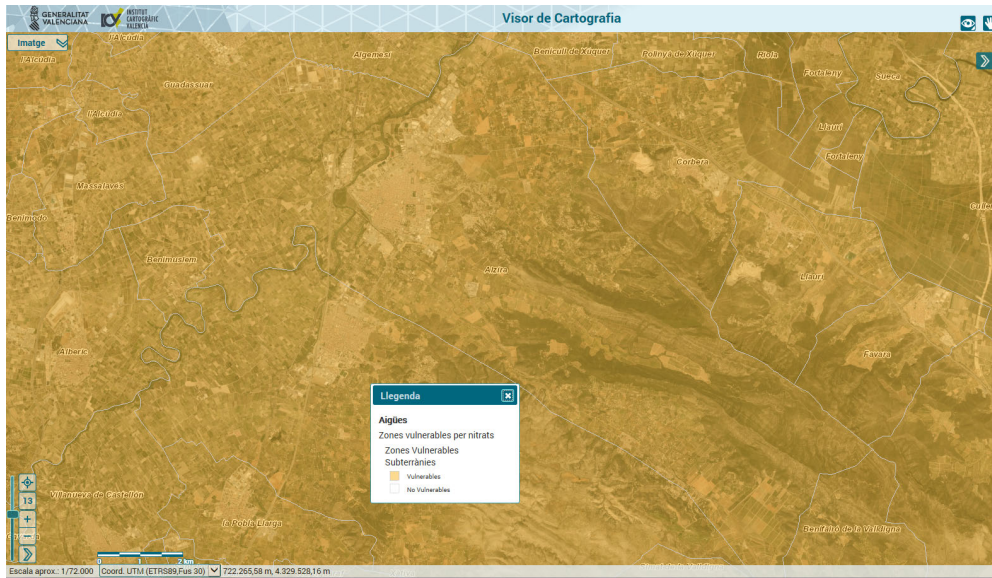 GENERALITAT
VALENCIANA
ICV
INSTITUT
CARTOGRÀFIC
VALENCIÀ
Visor de Cartografia
Imatge
l'Alcúdia
l'Alcúdia
Algemesí
Benicull de Xúquer
Polinyà de Xúquer
Riola
Fortaleny
Sueca
Guadassuar
l'Alcúdia
Llaurí
Fortaleny
Corbera
Massalavés
Benimodo
Benimuslem
Alzira
Llaurí
Alberic
Favara
Llegenda
Aigües
Zones vulnerables per nitrats
Zones Vulnerables
Subterrànies
Vulnerables
No Vulnerables
13
Villanueva de Castellón
la Pobla Llarga
Benifairó de la Valldigna
0 1 2 km
Escala aprox.: 1/72.000 Coord. UTM (ETRS89,Fus 30) 722.265,58 m, 4.329.528,16 m